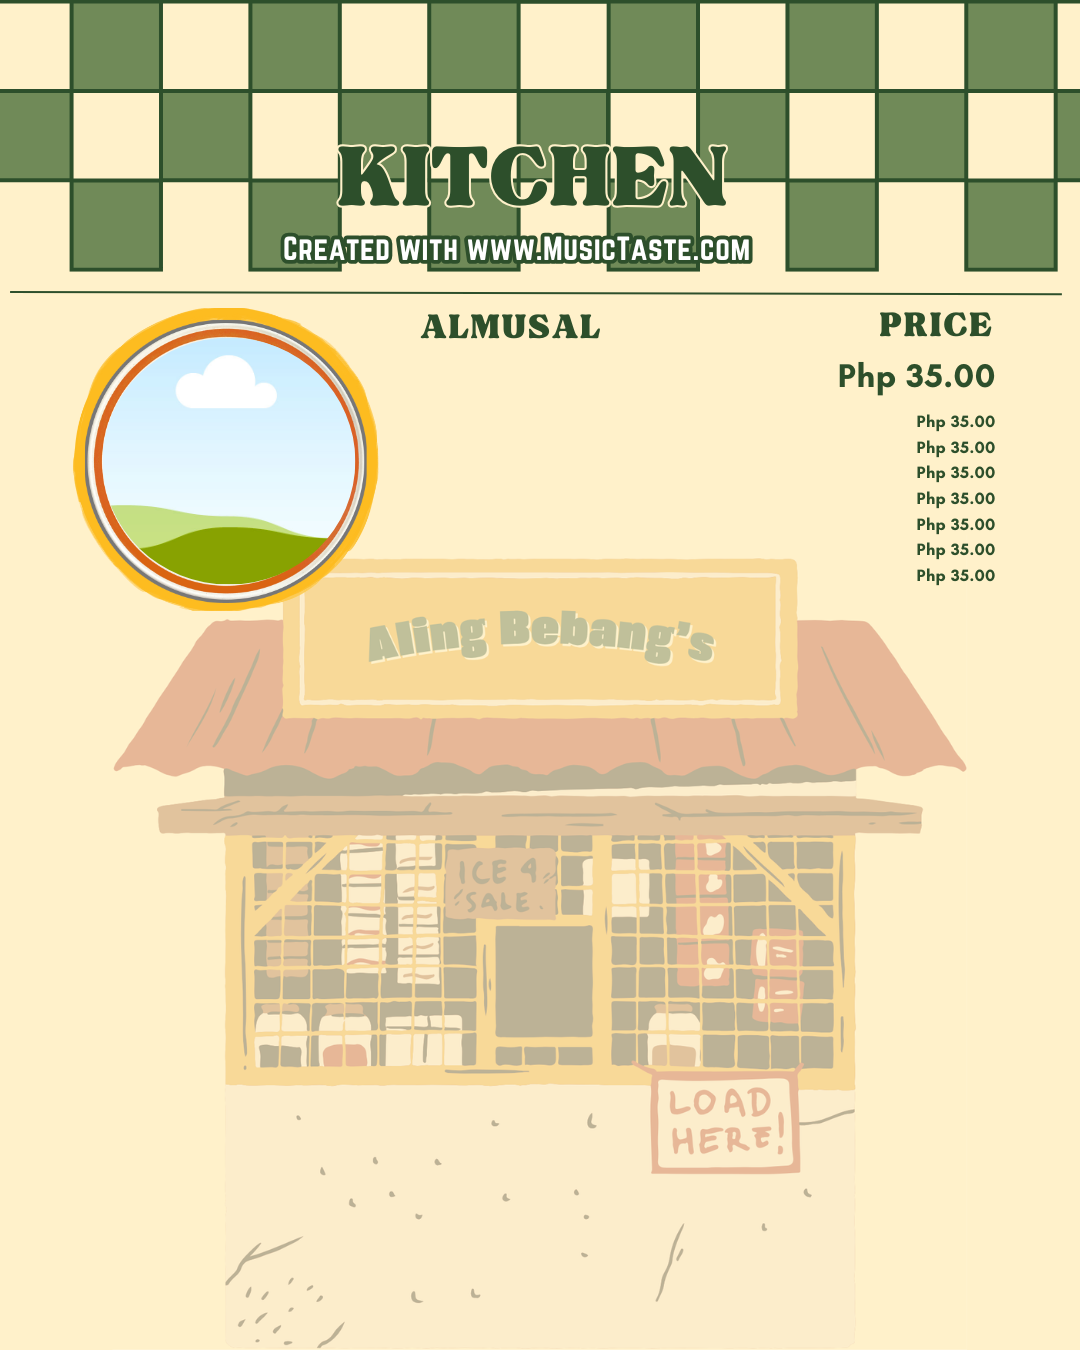 KITCHEN
Created with www.MusicTaste.com
ALMUSAL
PRICE
Php 35.00
Php 35.00
Php 35.00
Php 35.00
Php 35.00
Php 35.00
Php 35.00
Php 35.00
Aling Bebang's
ICE 4
SALE.
LOAD
HERE!